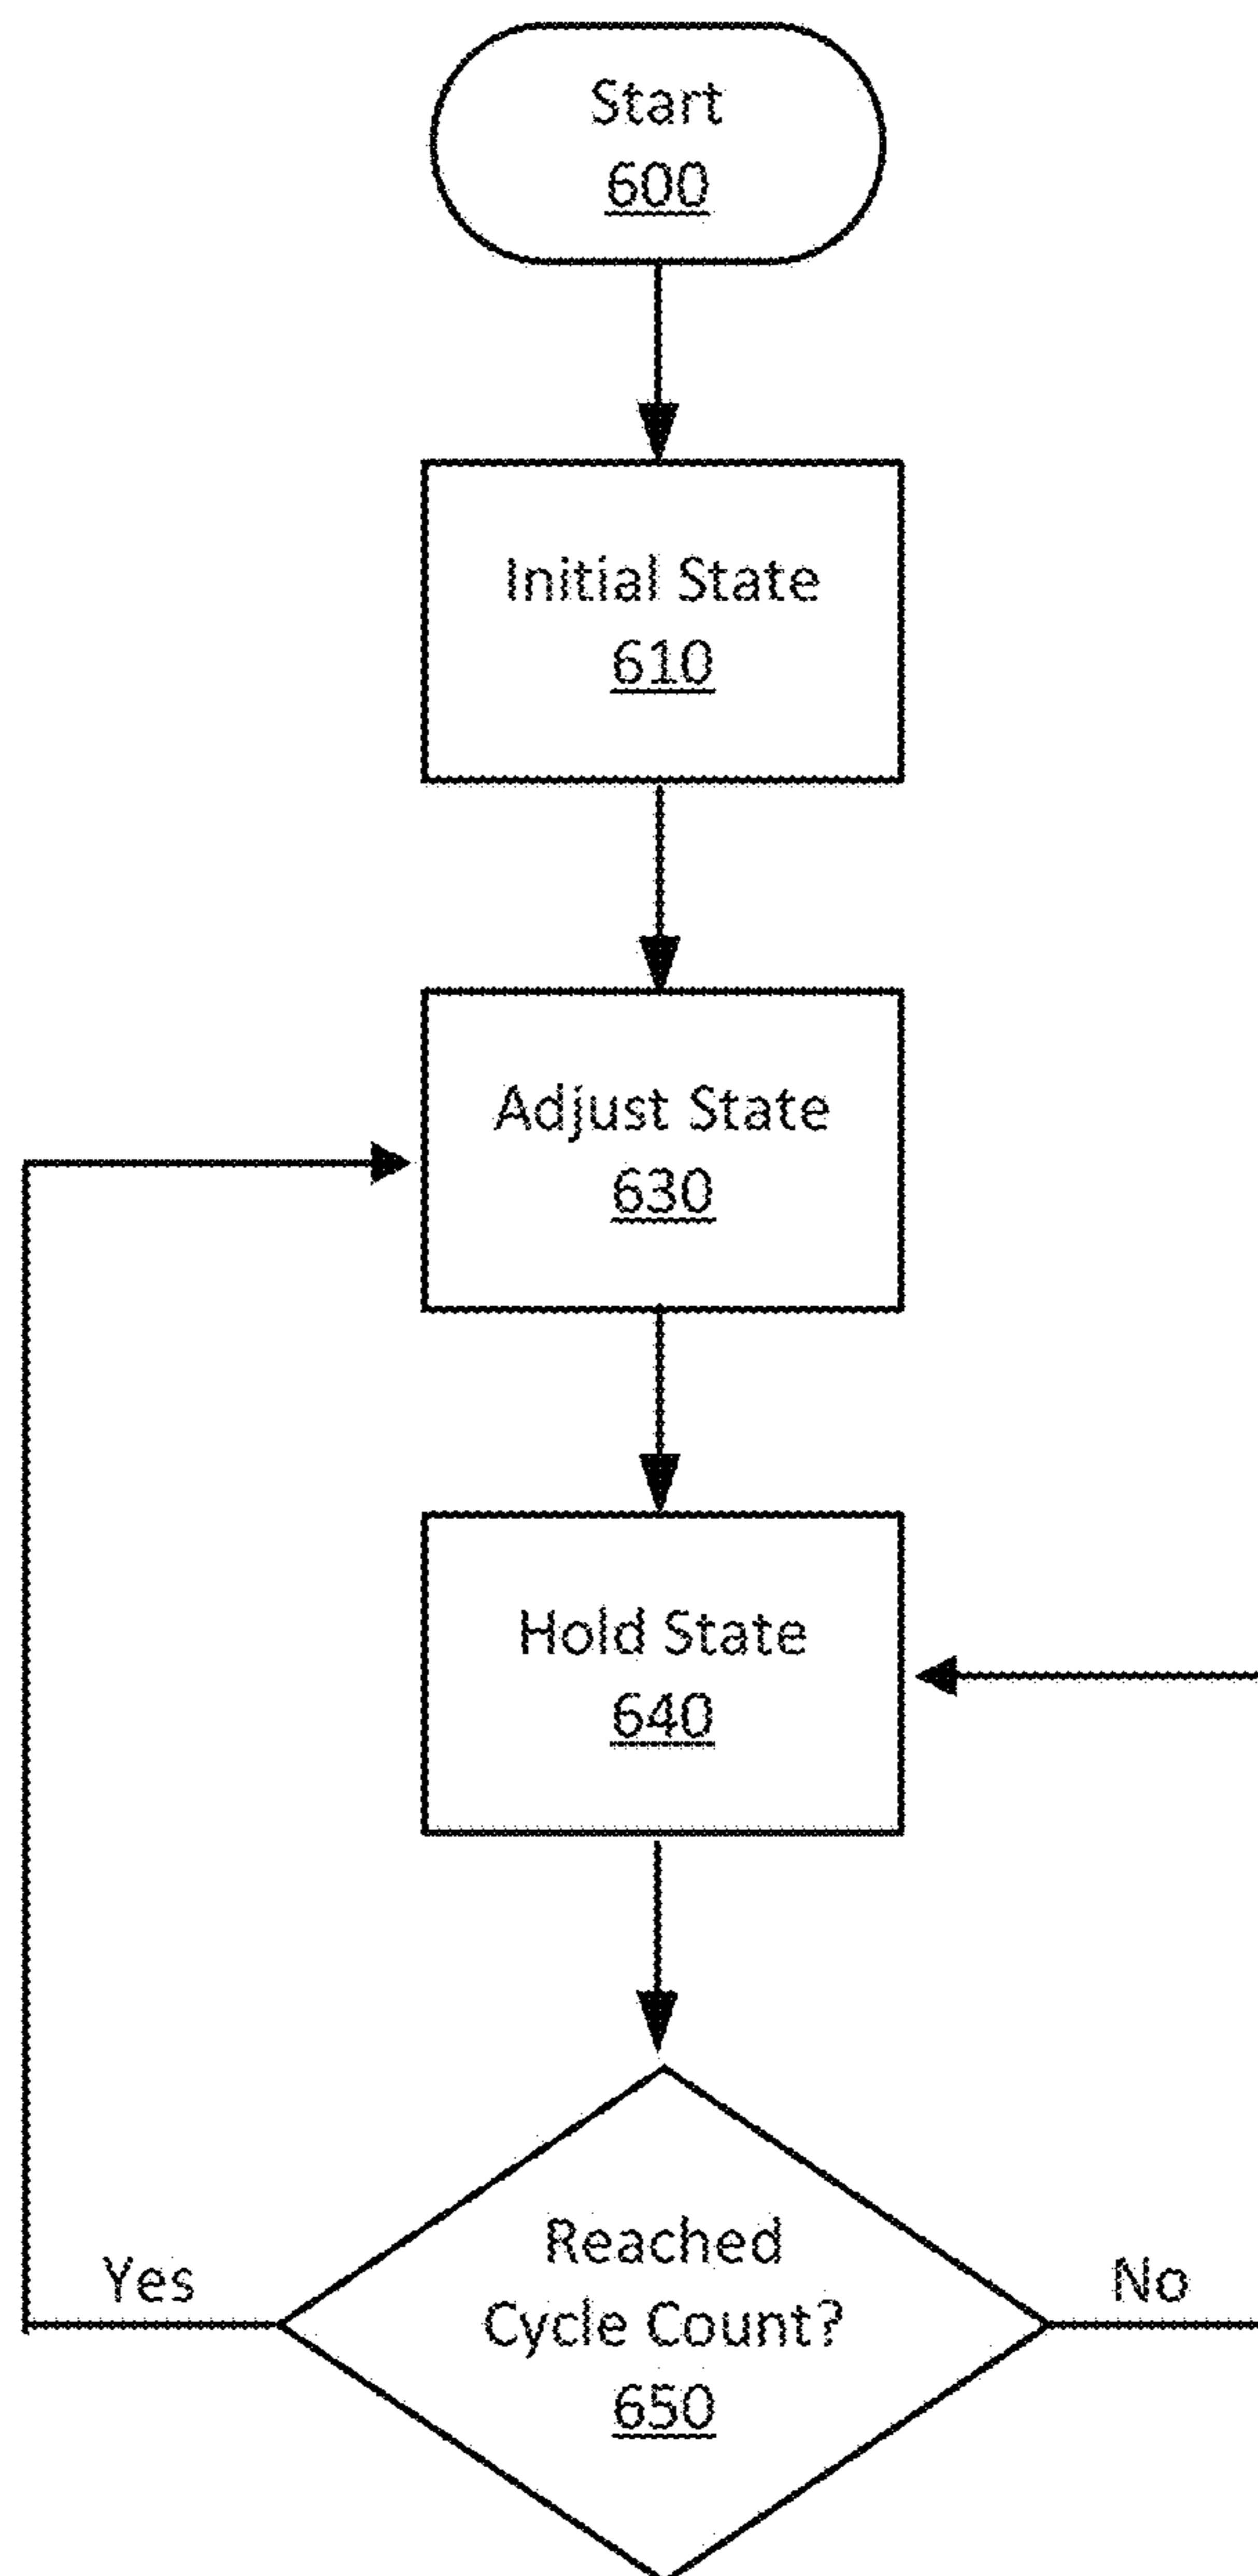 Start
600
Initial State
610
Adjust State
630
Hold State
640
Reached
Yes
Cycle Count?
No
650